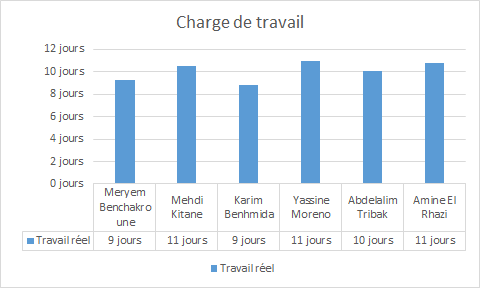 Charge de travail
12 jours
10 jours
8 jours
6 jours
4 jours
2 jours
0 jours
Meryem
Benchakro
une
Mehdi
Kitane
Karim
Benhmida
Yassine
Moreno
Abdelalim
Tribak
Amine El
Rhazi
Travail réel 9 jours 11 jours 9 jours 11 jours 10 jours 11 jours
Travail réel